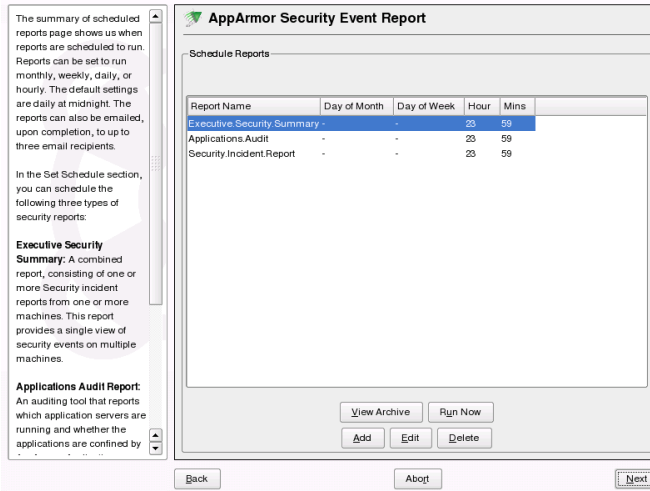 The summary of scheduled
reports page shows us when
reports are scheduled to run.
Reports can be set to run
monthly, weekly, daily, or
hourly. The default settings
are daily at midnight. The
reports can also be emailed,
upon completion, to up to
three email recipients.
In the Set Schedule section,
you can schedule the
following three types of
security reports:
Executive Security
Summary: A combined
report, consisting of one or
more Security incident
reports from one or more
machines. This report
provides a single view of
security events on multiple
machines.
Applications Audit Report:
An auditing tool that reports
which application servers are
running and whether the
applications are confined by
AppArmor Security Event Report
Schedule Reports
Report Name Day of Month Day of Week Hour Mins
Executive.Security.Summary - - 23 59
Applications.Audit - - 23 59
Security.Incident.Report - - 23 59
View Archive Run Now
Add Edit Delete
Back Abort Next